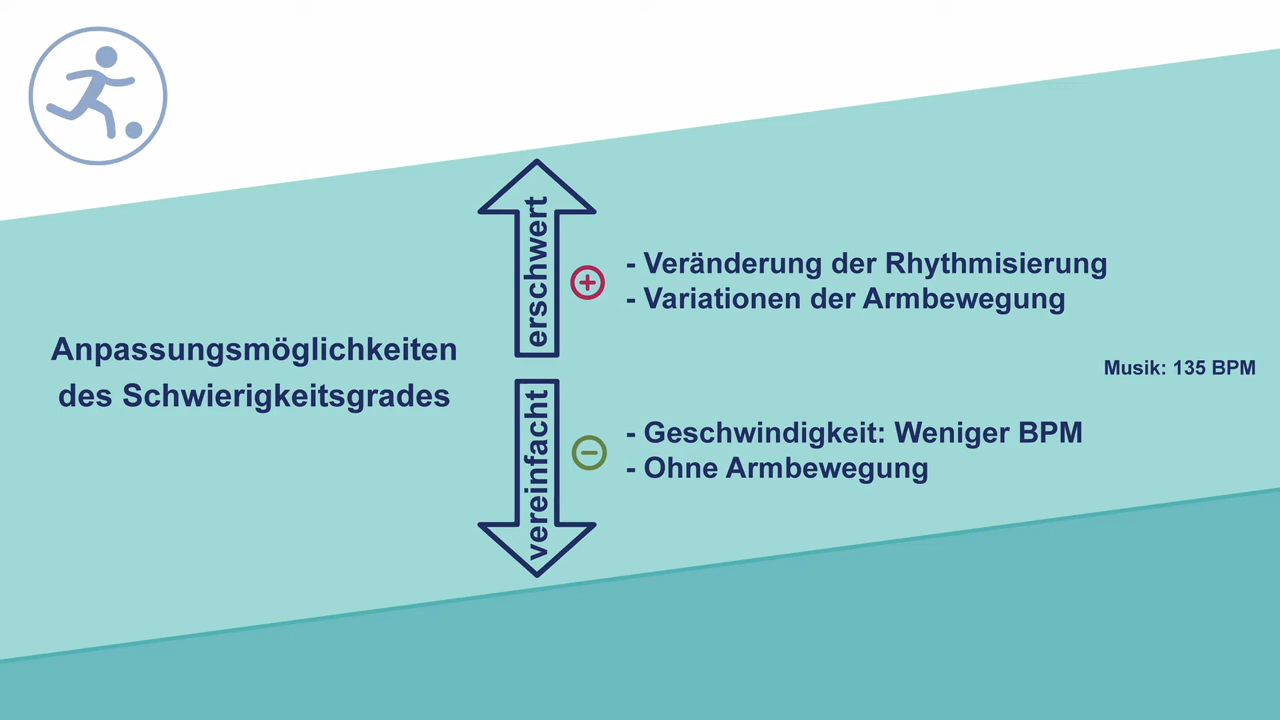 Anpassungsmöglichkeiten
des Schwierigkeitsgrades
erschwert
- Veränderung der Rhythmisierung
- Variationen der Armbewegung
Musik: 135 BPM
vereinfacht
- Geschwindigkeit: Weniger BPM
- Ohne Armbewegung